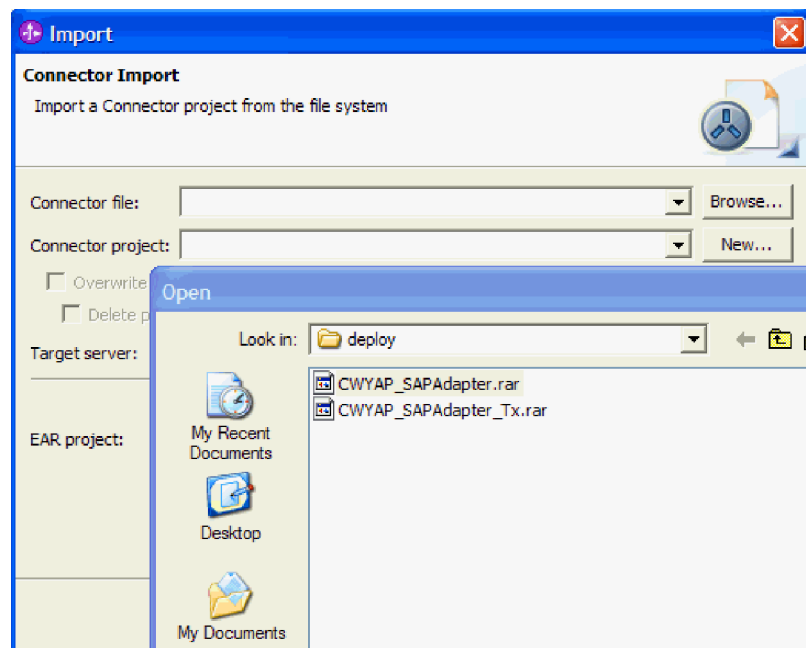 Import
Connector Import
Import a Connector project from the file system
Connector file:
Browse...
Connector project:
New...
Overwrite
Delete p
Open
Target server:
Look in:
deploy
CWYAP_SAPAdapter.rar
CWYAP_SAPAdapter_Tx.rar
EAR project:
My Recent
Documents
Desktop
My Documents